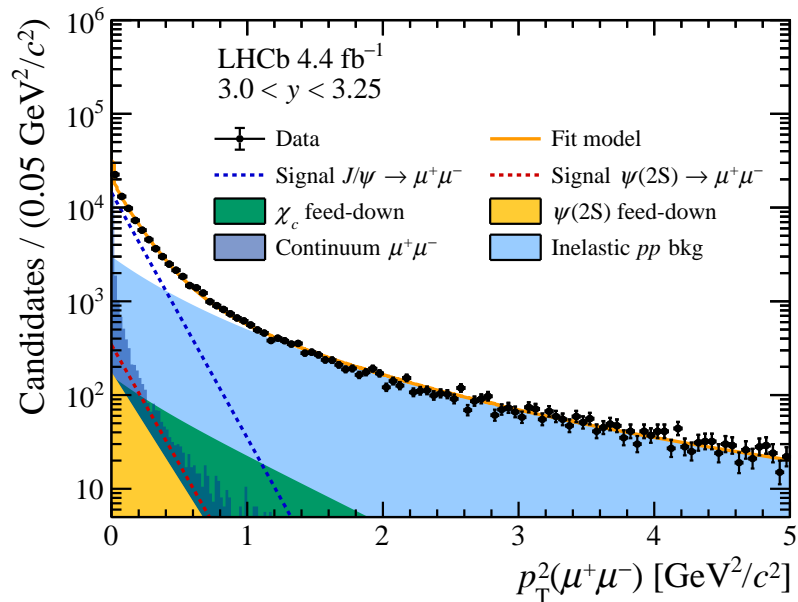 LHCb 4.4 fb⁻¹
3.0 < y < 3.25
Data
Fit model
Signal J/ψ → μ⁺μ⁻
Signal ψ(2S) → μ⁺μ⁻
χ_c feed-down
ψ(2S) feed-down
Continuum μ⁺μ⁻
Inelastic pp bkg
Candidates / (0.05 GeV²/c²)
10⁶
10⁵
10⁴
10³
10²
10
0 1 2 3 4 5
p_T²(μ⁺μ⁻) [GeV²/c²]